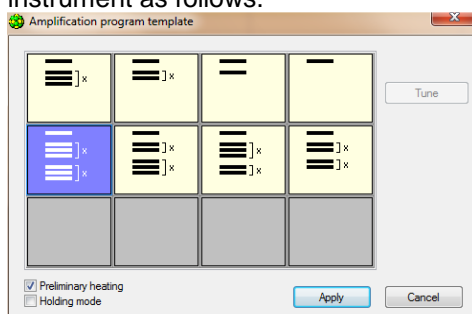 instrument as follows:
Amplification program template
] x
] x
Tune
] x
] x
] x
] x
] x
] x
] x
] x
Preliminary heating
Holding mode
Apply
Cancel